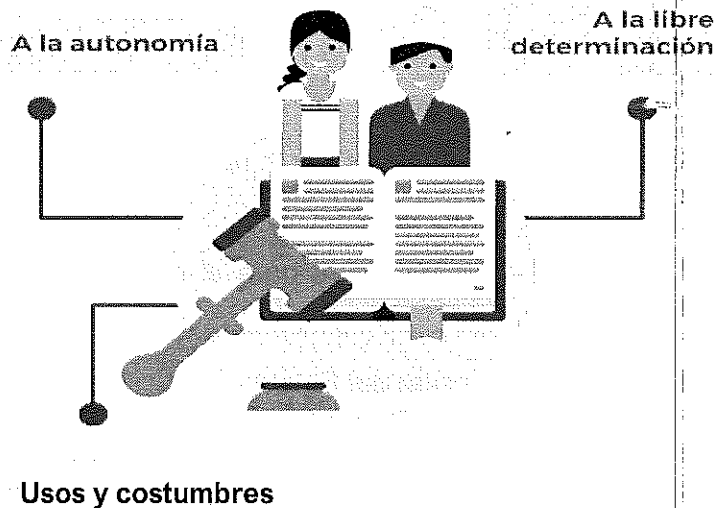 A la autonomía
A la libre
determinación
Usos y costumbres